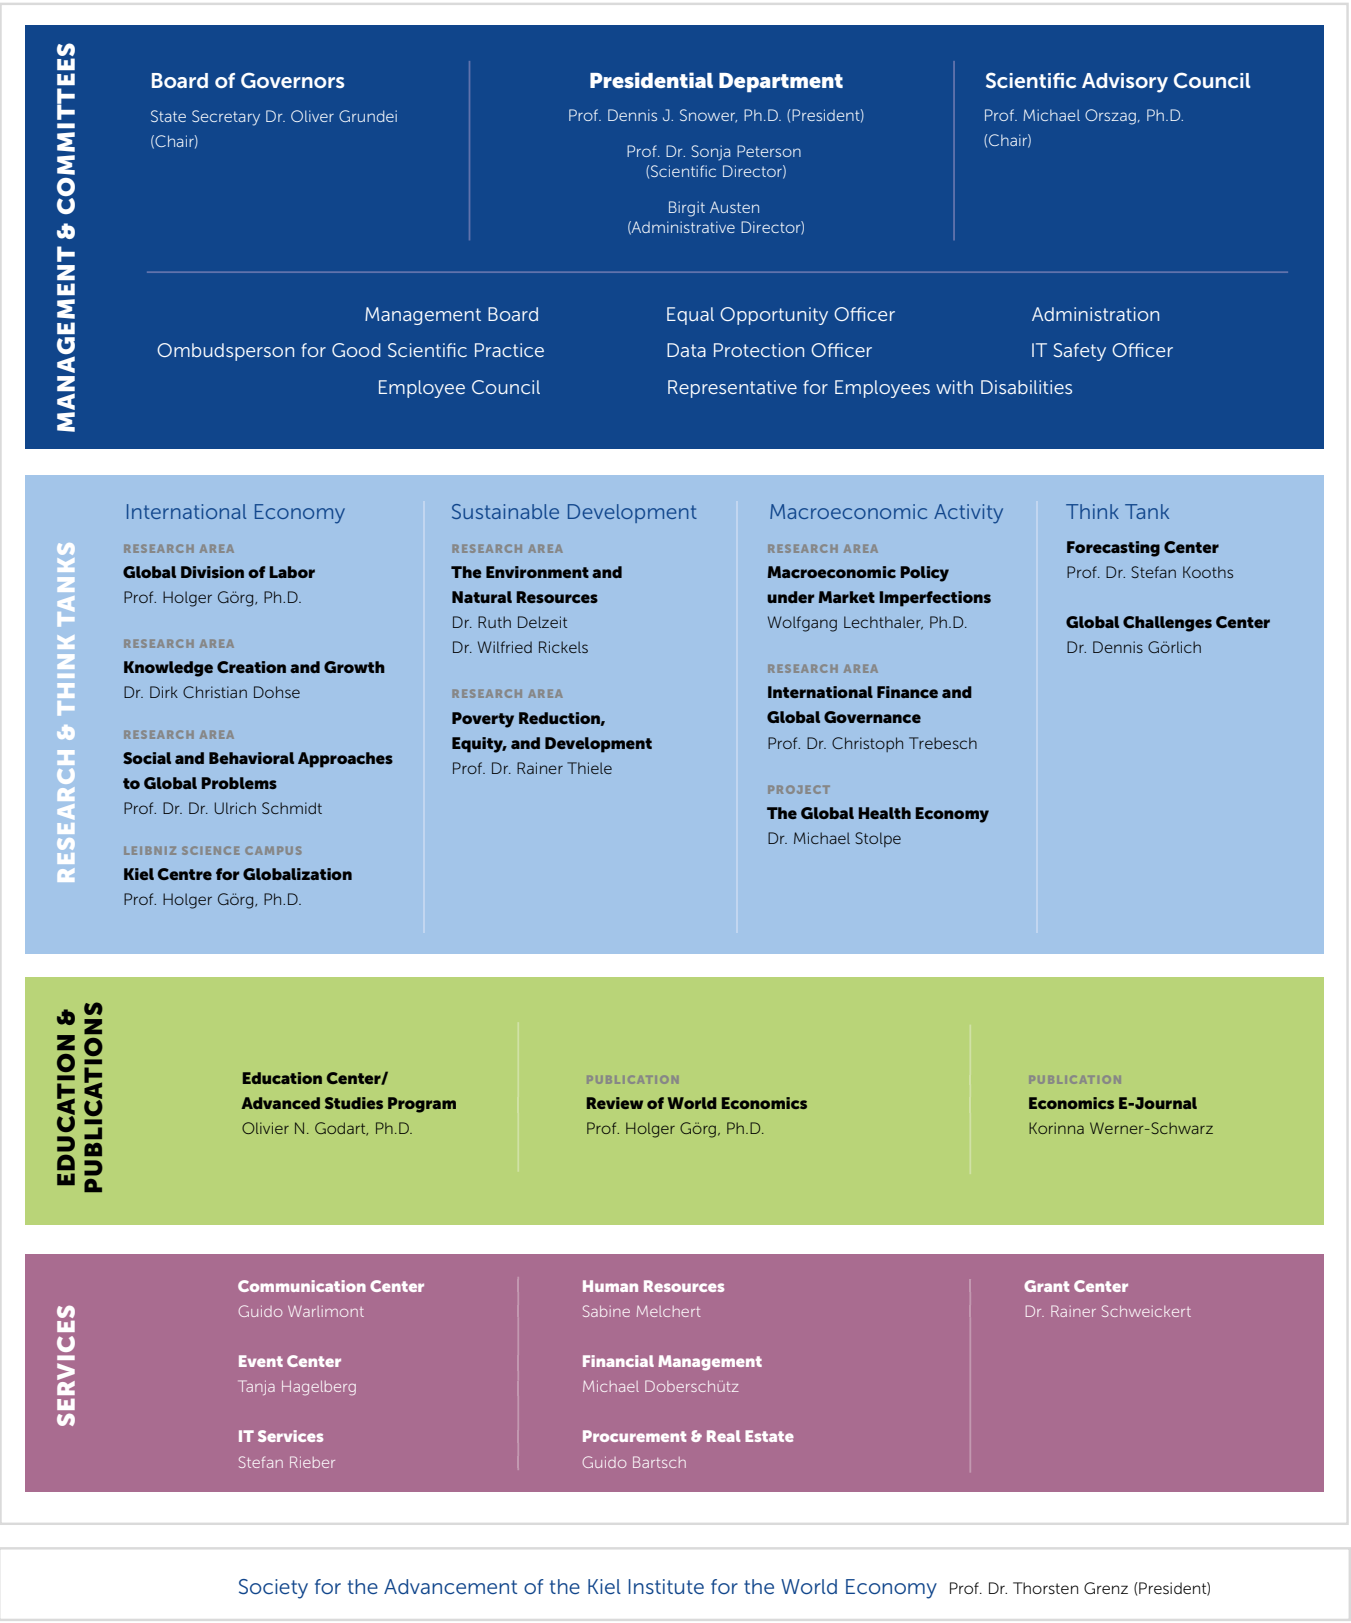 MANAGEMENT & COMMITTEES
Board of Governors
State Secretary Dr. Oliver Grundei
(Chair)
Presidential Department
Prof. Dennis J. Snower, Ph.D. (President)
Prof. Dr. Sonja Peterson
(Scientific Director)
Birgit Austen
(Administrative Director)
Scientific Advisory Council
Prof. Michael Orszag, Ph.D.
(Chair)
Management Board
Ombudsperson for Good Scientific Practice
Employee Council
Equal Opportunity Officer
Data Protection Officer
Representative for Employees with Disabilities
Administration
IT Safety Officer
RESEARCH & THINK TANKS
International Economy
RESEARCH AREA
Global Division of Labor
Prof. Holger Görg, Ph.D.
RESEARCH AREA
Knowledge Creation and Growth
Dr. Dirk Christian Dohse
RESEARCH AREA
Social and Behavioral Approaches
to Global Problems
Prof. Dr. Dr. Ulrich Schmidt
LEIBNIZ SCIENCE CAMPUS
Kiel Centre for Globalization
Prof. Holger Görg, Ph.D.
Sustainable Development
RESEARCH AREA
The Environment and
Natural Resources
Dr. Ruth Delzeit
Dr. Wilfried Rickels
RESEARCH AREA
Poverty Reduction,
Equity, and Development
Prof. Dr. Rainer Thiele
Macroeconomic Activity
RESEARCH AREA
Macroeconomic Policy
under Market Imperfections
Wolfgang Lechthaler, Ph.D.
RESEARCH AREA
International Finance and
Global Governance
Prof. Dr. Christoph Trebesch
PROJECT
The Global Health Economy
Dr. Michael Stolpe
Think Tank
Forecasting Center
Prof. Dr. Stefan Kooths
Global Challenges Center
Dr. Dennis Görlich
EDUCATION &
PUBLICATIONS
Education Center/
Advanced Studies Program
Olivier N. Godart, Ph.D.
PUBLICATION
Review of World Economics
Prof. Holger Görg, Ph.D.
PUBLICATION
Economics E-Journal
Korinna Werner-Schwarz
SERVICES
Communication Center
Guido Warlimont
Event Center
Tanja Hagelberg
IT Services
Stefan Rieber
Human Resources
Sabine Melchert
Financial Management
Michael Doberschütz
Procurement & Real Estate
Guido Bartsch
Grant Center
Dr. Rainer Schweickert
Society for the Advancement of the Kiel Institute for the World Economy Prof. Dr. Thorsten Grenz (President)